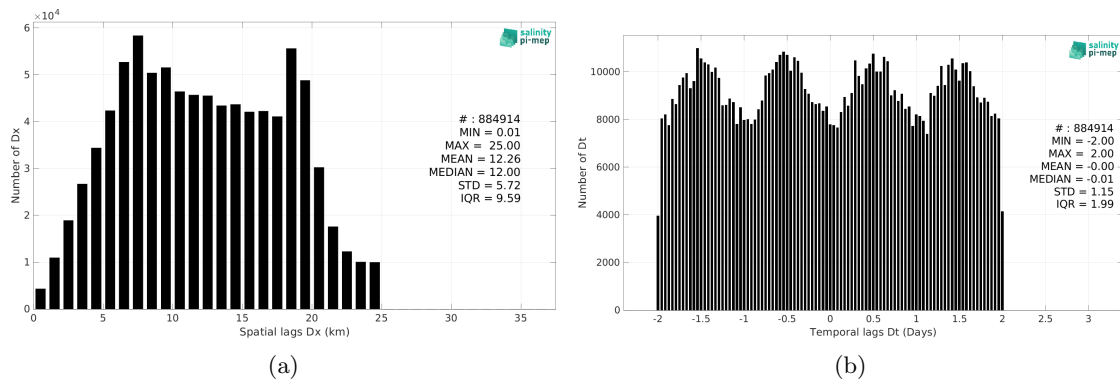 ×10⁴
6
5
4
3
2
1
0
Number of Dx
0 5 10 15 20 25 30 35
Spatial lags Dx (km)
salinity
pi-mep
# : 884914
MIN = 0.01
MAX = 25.00
MEAN = 12.26
MEDIAN = 12.00
STD = 5.72
IQR = 9.59
(a)
10000
8000
6000
4000
2000
0
Number of Dt
-2 -1.5 -1 -0.5 0 0.5 1 1.5 2 2.5 3
Temporal lags Dt (Days)
salinity
pi-mep
# : 884914
MIN = -2.00
MAX = 2.00
MEAN = -0.00
MEDIAN = -0.01
STD = 1.15
IQR = 1.99
(b)